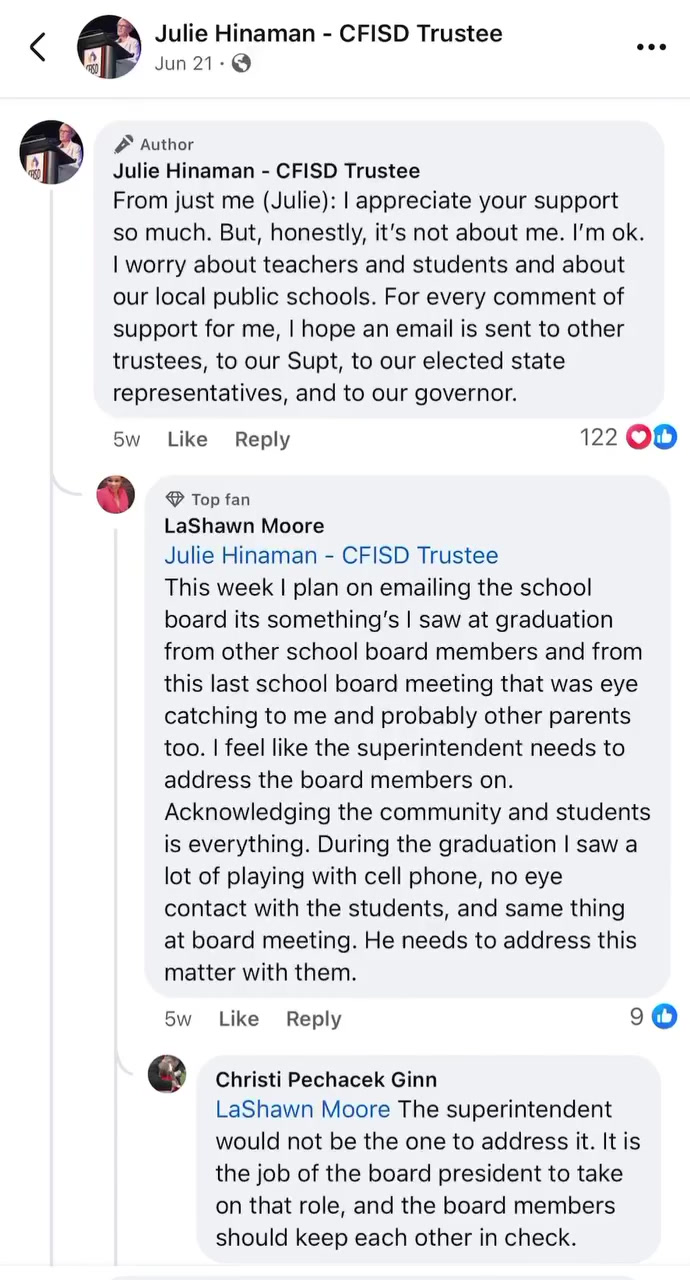 Julie Hinaman - CFISD Trustee
Jun 21 ·
Author
Julie Hinaman - CFISD Trustee
From just me (Julie): I appreciate your support
so much. But, honestly, it's not about me. I'm ok.
I worry about teachers and students and about
our local public schools. For every comment of
support for me, I hope an email is sent to other
trustees, to our Supt, to our elected state
representatives, and to our governor.
5w Like Reply 122
Top fan
LaShawn Moore
Julie Hinaman - CFISD Trustee
This week I plan on emailing the school
board its something's I saw at graduation
from other school board members and from
this last school board meeting that was eye
catching to me and probably other parents
too. I feel like the superintendent needs to
address the board members on.
Acknowledging the community and students
is everything. During the graduation I saw a
lot of playing with cell phone, no eye
contact with the students, and same thing
at board meeting. He needs to address this
matter with them.
5w Like Reply 9
Christi Pechacek Ginn
LaShawn Moore The superintendent
would not be the one to address it. It is
the job of the board president to take
on that role, and the board members
should keep each other in check.